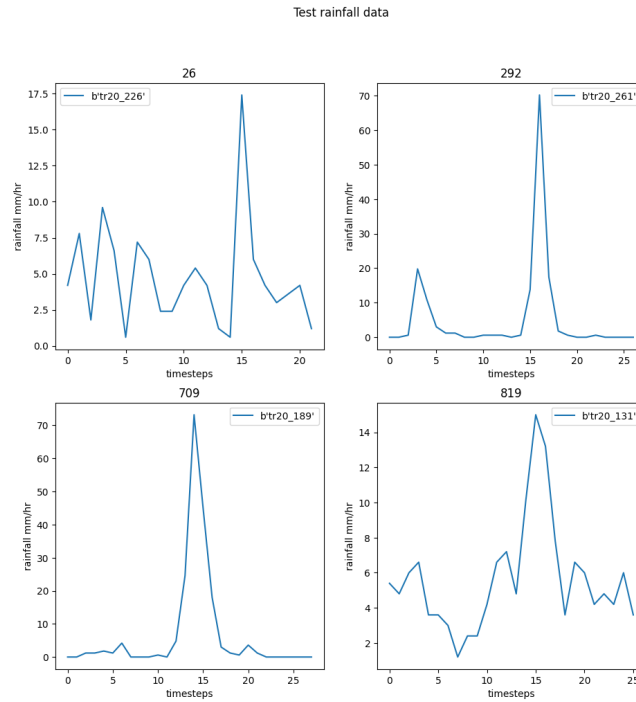 Test rainfall data
26
b'tr20_226'
17.5
15.0
12.5
10.0
7.5
5.0
2.5
0.0
rainfall mm/hr
0 5 10 15 20
timesteps
292
b'tr20_261'
70
60
50
40
30
20
10
0
rainfall mm/hr
0 5 10 15 20 25
timesteps
709
b'tr20_189'
70
60
50
40
30
20
10
0
rainfall mm/hr
0 5 10 15 20 25
timesteps
819
b'tr20_131'
14
12
10
8
6
4
2
rainfall mm/hr
0 5 10 15 20 25
timesteps